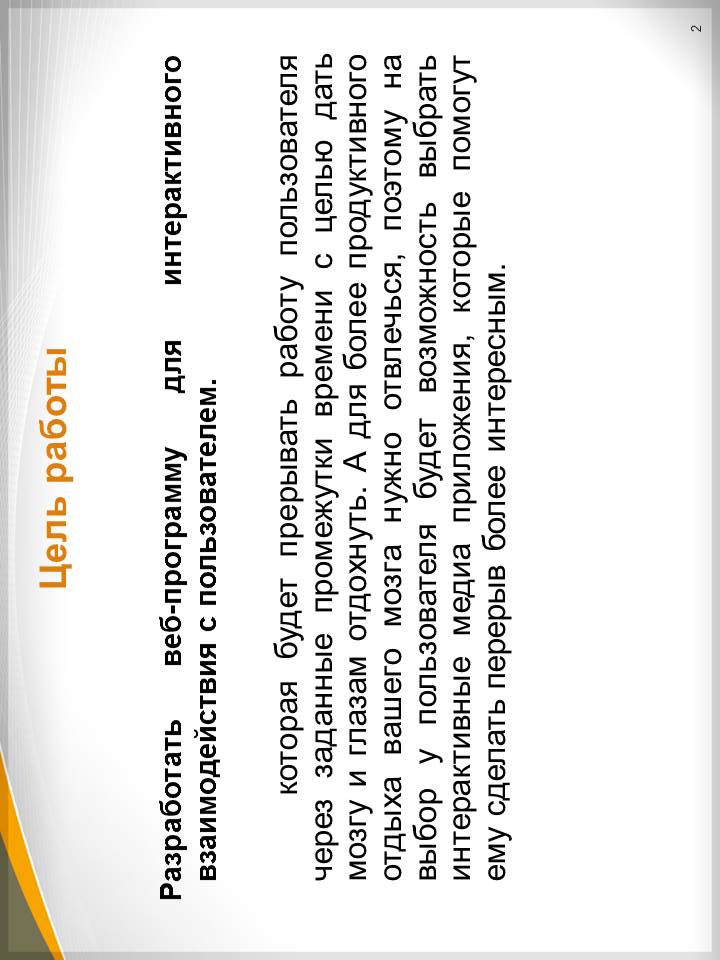 Цель работы
Разработать веб-программу для интерактивного
взаимодействия с пользователем.
которая будет прерывать работу пользователя
через заданные промежутки времени с целью дать
мозгу и глазам отдохнуть. А для более продуктивного
отдыха вашего мозга нужно отвлечься, поэтому на
выбор у пользователя будет возможность выбрать
интерактивные медиа приложения, которые помогут
ему сделать перерыв более интересным.
2